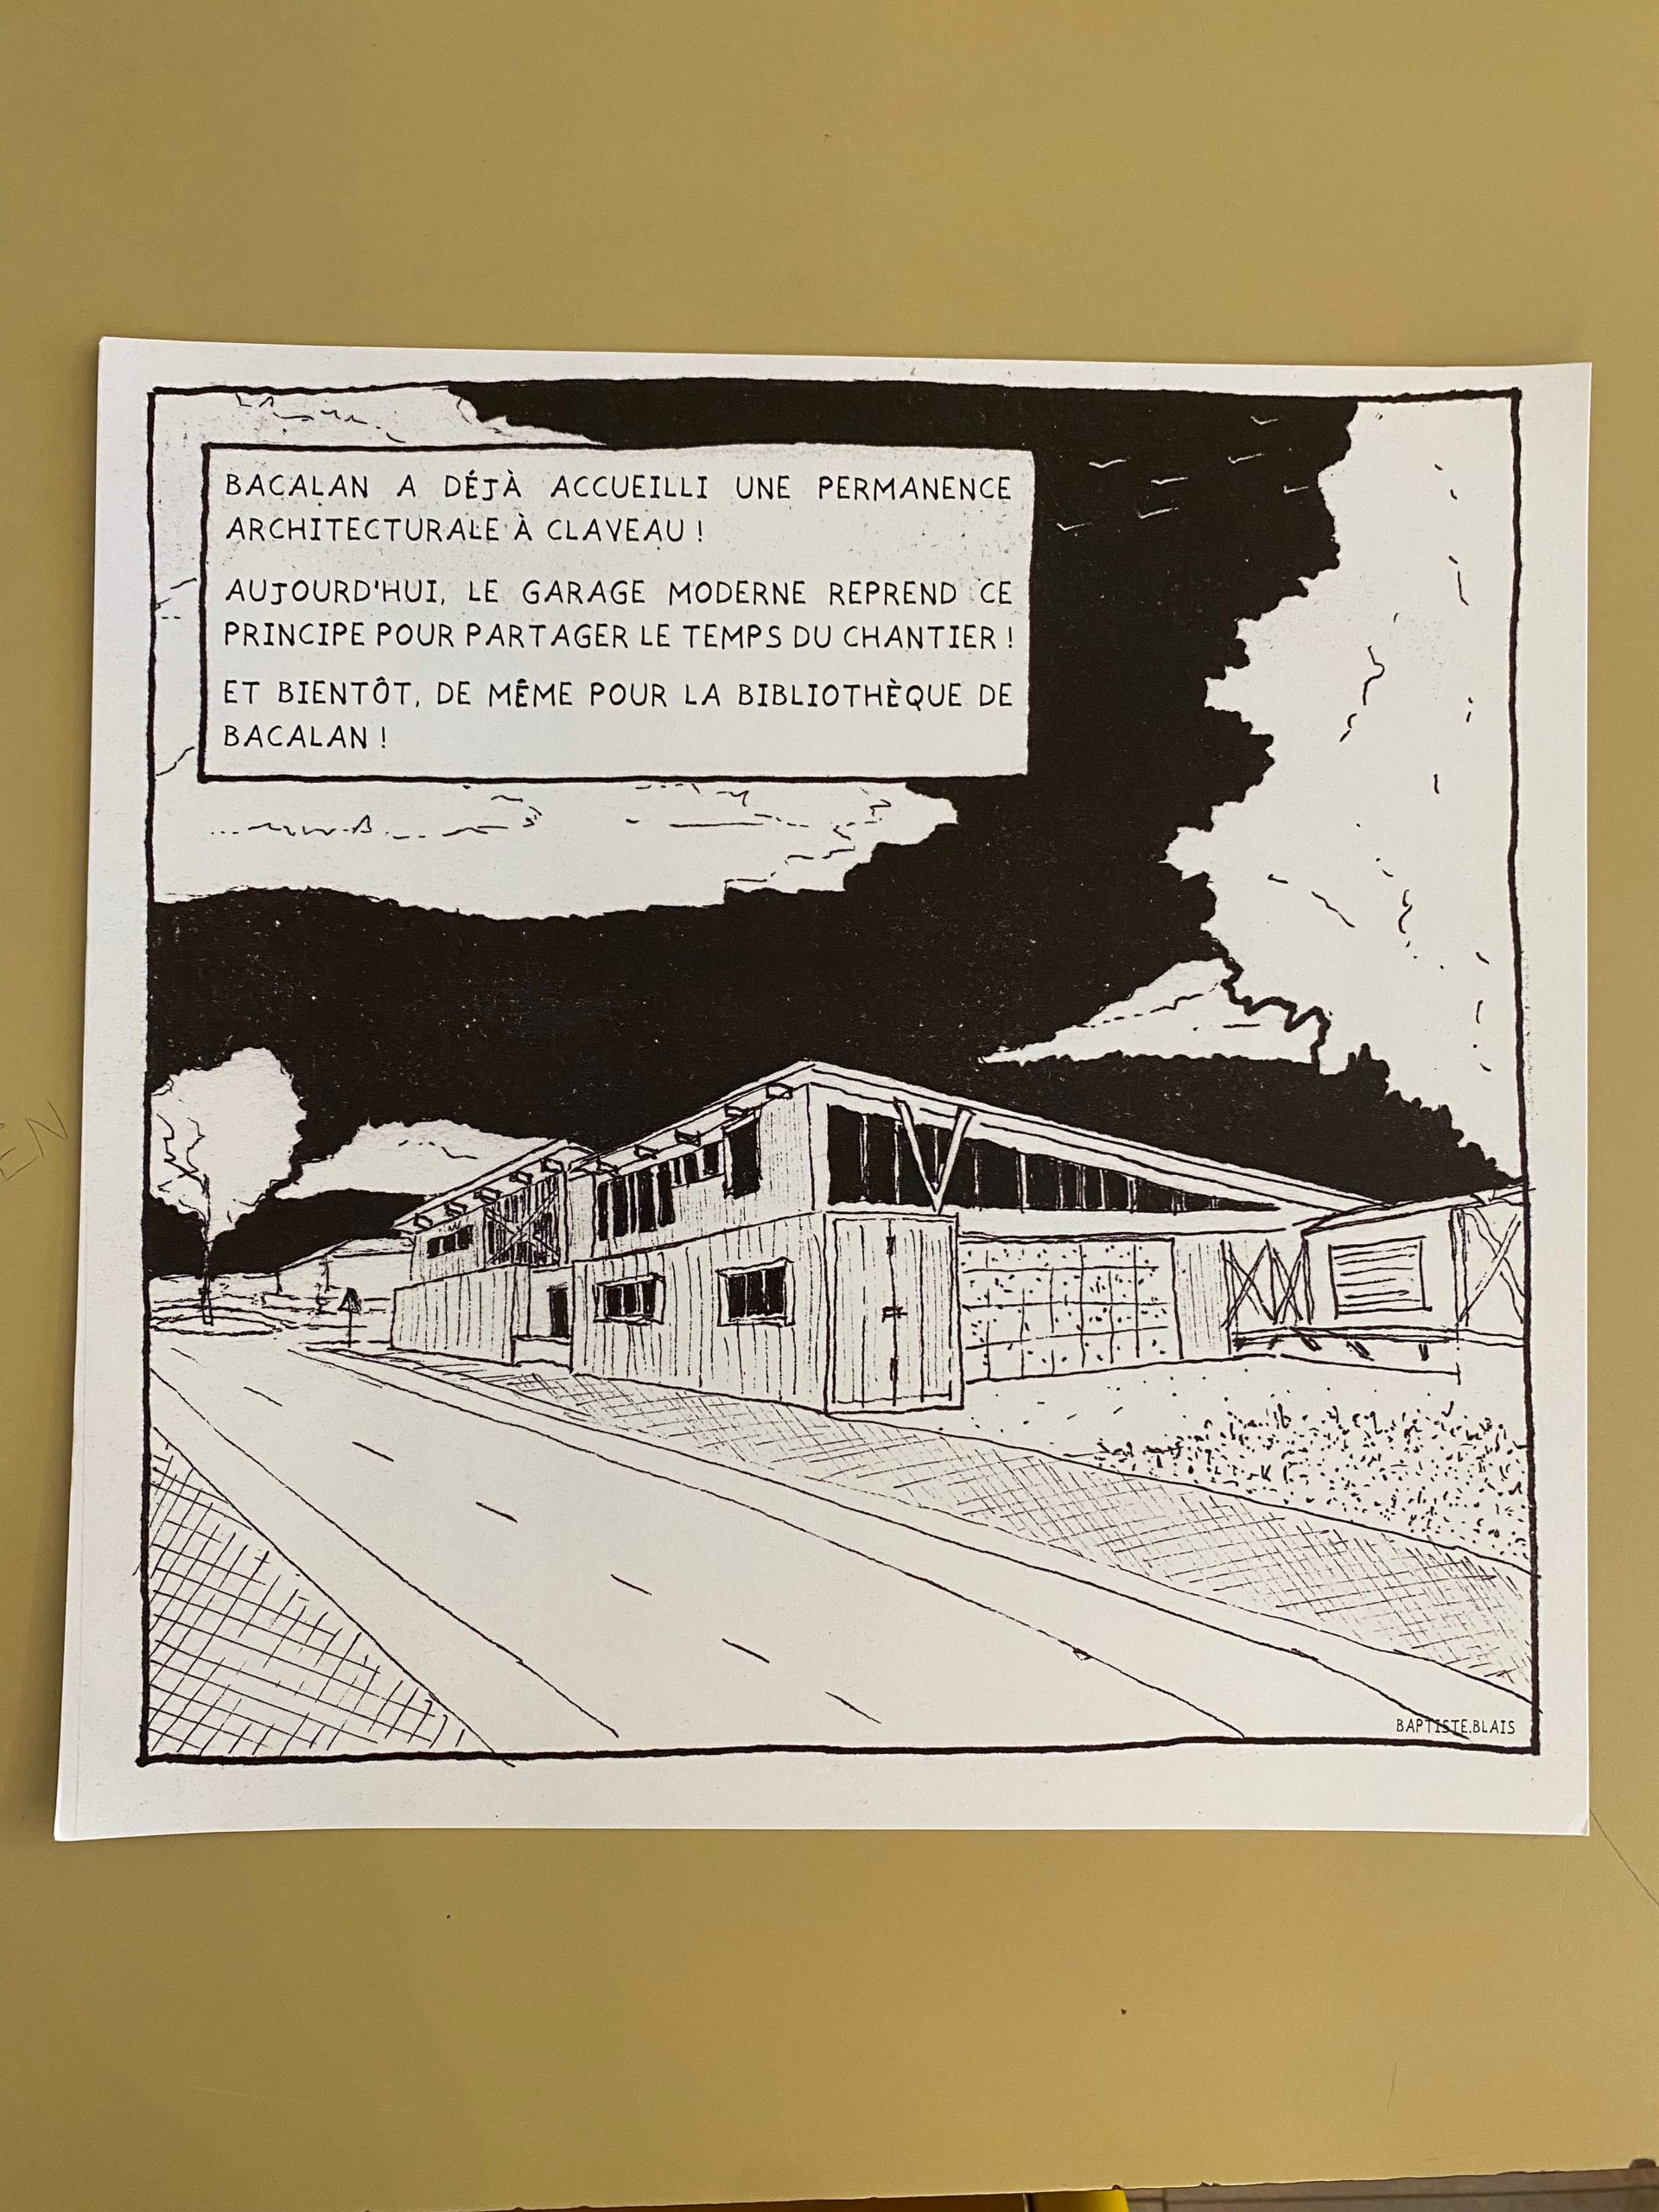 BACALAN A DÉJÀ ACCUEILLI UNE PERMANENCE
ARCHITECTURALE À CLAVEAU !
AUJOURD'HUI, LE GARAGE MODERNE REPREND CE
PRINCIPE POUR PARTAGER LE TEMPS DU CHANTIER !
ET BIENTÔT, DE MÊME POUR LA BIBLIOTHÈQUE DE
BACALAN !
EN
BAPTISTE.BLAIS